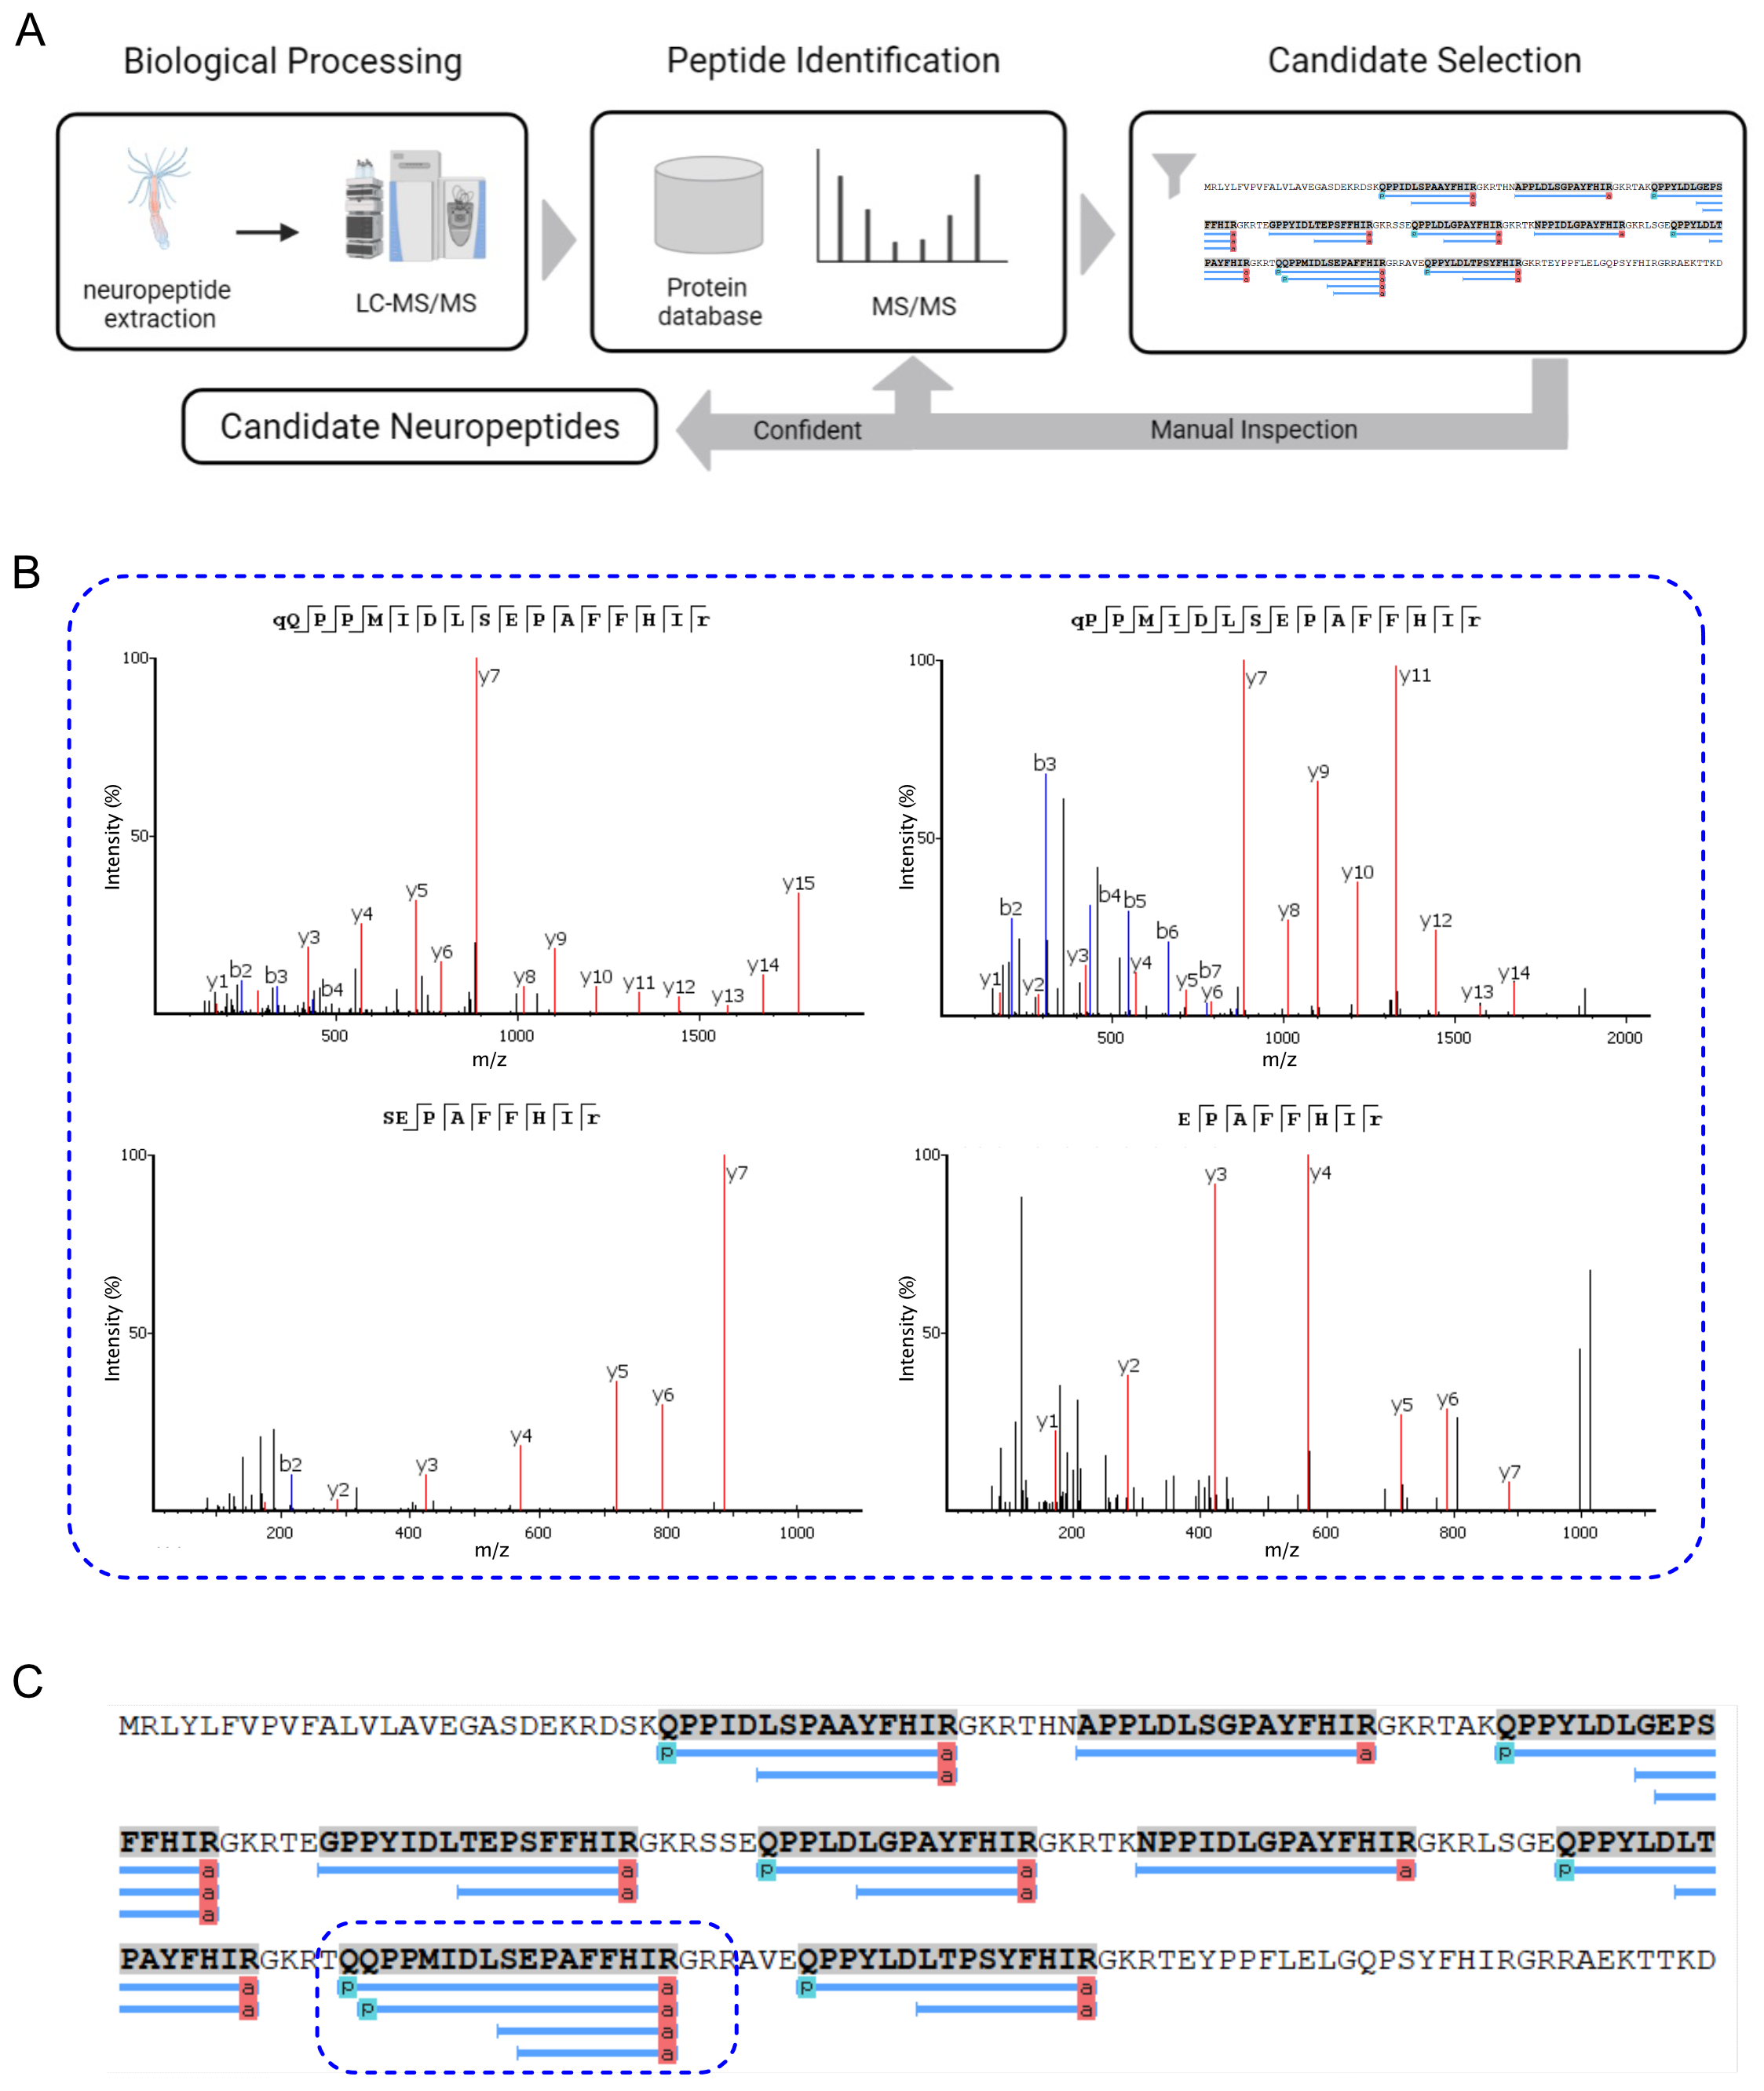 A
Biological Processing
Peptide Identification
Candidate Selection
neuropeptide
extraction
LC-MS/MS
Protein
database
MS/MS
MRLYLFVPVFALVLAVEGASDEKRDSKQPPIDLSPAAYFHIRGKRTHNAPPLDLSGPAYFHIRGKRTAKQPPYLDLGEPS
p a p
a
FFHIRGKRTEGPPYIDLTEPSFFHIRGKRSSEQPPLDLGPAYFHIRGKRTKNPPIDLGPAYFHIRGKRLSGEQPPYLDLT
PAYFHIRGKRTQQPPMIDLSEPAFFHIRGRRAVEQPPYLDLTPSYFHIRGKRTEYPPFLELGQPSYFHIRGRRAEKTTKD
Candidate Neuropeptides
Confident
Manual Inspection
B
qQPPMIDLSEPAFFHIr
100
50
Intensity (%)
y1 b2 b3 y3 b4 y4 y5 y6 y7 y8 y9 y10 y11 y12 y13 y14 y15
500 1000 1500
m/z
qPPMIDLSEPAFFHIr
100
50
Intensity (%)
y1 b2 y2 b3 y3 b4 b5 y4 b6 y5 b7 y6 y7 y8 y9 y10 y11 y12 y13 y14
500 1000 1500 2000
m/z
SEPAFFHIr
100
50
Intensity (%)
b2 y2 y3 y4 y5 y6 y7
200 400 600 800 1000
m/z
EPAFFHIr
100
50
Intensity (%)
y1 y2 y3 y4 y5 y6 y7
200 400 600 800 1000
m/z
C
MRLYLFVPVFALVLAVEGASDEKRDSKQPPIDLSPAAYFHIRGKRTHNAPPLDLSGPAYFHIRGKRTAKQPPYLDLGEPS
p a a p
a
FFHIRGKRTEGPPYIDLTEPSFFHIRGKRSSEQPPLDLGPAYFHIRGKRTKNPPIDLGPAYFHIRGKRLSGEQPPYLDLT
a a p a a p
a a a
a
PAYFHIRGKRTQQPPMIDLSEPAFFHIRGRRAVEQPPYLDLTPSYFHIRGKRTEYPPFLELGQPSYFHIRGRRAEKTTKD
a p a p a
a p a a
a
a